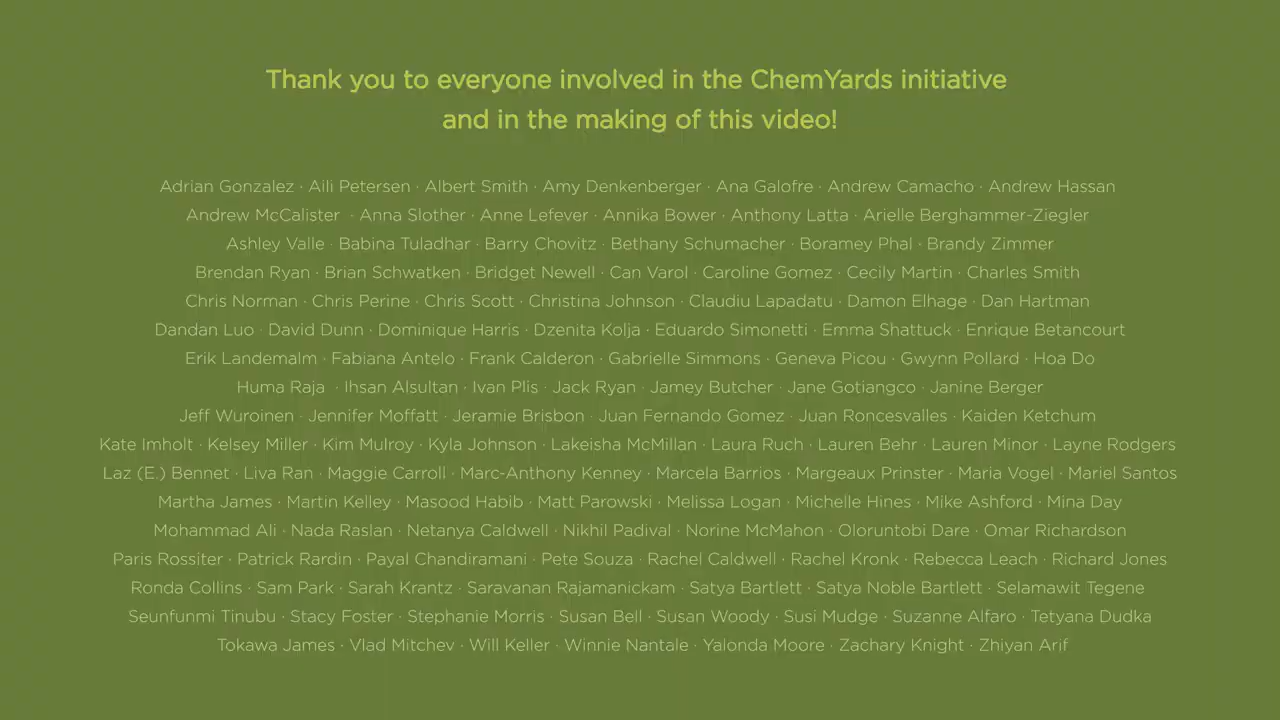 Thank you to everyone involved in the ChemYards initiative
and in the making of this video!
Adrian Gonzalez · Aili Petersen · Albert Smith · Amy Denkenberger · Ana Galofre · Andrew Camacho · Andrew Hassan
Andrew McCalister · Anna Slother · Anne Lefever · Annika Bower · Anthony Latta · Arielle Berghammer-Ziegler
Ashley Valle · Babina Tuladhar · Barry Chovitz · Bethany Schumacher · Boramey Phal · Brandy Zimmer
Brendan Ryan · Brian Schwatken · Bridget Newell · Can Varol · Caroline Gomez · Cecily Martin · Charles Smith
Chris Norman · Chris Perine · Chris Scott · Christina Johnson · Claudiu Lapadatu · Damon Elhage · Dan Hartman
Dandan Luo · David Dunn · Dominique Harris · Dzenita Kolja · Eduardo Simonetti · Emma Shattuck · Enrique Betancourt
Erik Landemalm · Fabiana Antelo · Frank Calderon · Gabrielle Simmons · Geneva Picou · Gwynn Pollard · Hoa Do
Huma Raja · Ihsan Alsultan · Ivan Plis · Jack Ryan · Jamey Butcher · Jane Gotiangco · Janine Berger
Jeff Wuroinen · Jennifer Moffatt · Jeramie Brisbon · Juan Fernando Gomez · Juan Roncesvalles · Kaiden Ketchum
Kate Imholt · Kelsey Miller · Kim Mulroy · Kyla Johnson · Lakeisha McMillan · Laura Ruch · Lauren Behr · Lauren Minor · Layne Rodgers
Laz (E.) Bennet · Liva Ran · Maggie Carroll · Marc-Anthony Kenney · Marcela Barrios · Margeaux Prinster · Maria Vogel · Mariel Santos
Martha James · Martin Kelley · Masood Habib · Matt Parowski · Melissa Logan · Michelle Hines · Mike Ashford · Mina Day
Mohammad Ali · Nada Raslan · Netanya Caldwell · Nikhil Padival · Norine McMahon · Oloruntobi Dare · Omar Richardson
Paris Rossiter · Patrick Rardin · Payal Chandiramani · Pete Souza · Rachel Caldwell · Rachel Kronk · Rebecca Leach · Richard Jones
Ronda Collins · Sam Park · Sarah Krantz · Saravanan Rajamanickam · Satya Bartlett · Satya Noble Bartlett · Selamawit Tegene
Seunfunmi Tinubu · Stacy Foster · Stephanie Morris · Susan Bell · Susan Woody · Susi Mudge · Suzanne Alfaro · Tetyana Dudka
Tokawa James · Vlad Mitchev · Will Keller · Winnie Nantale · Yalonda Moore · Zachary Knight · Zhiyan Arif